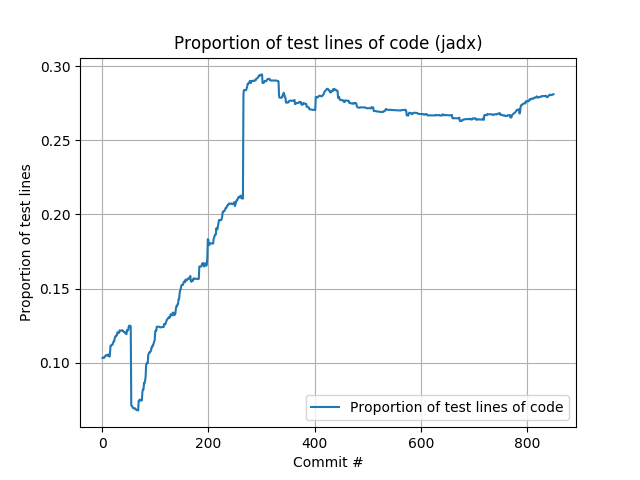 Proportion of test lines of code (jadx)
0.30
0.25
0.20
0.15
0.10
Proportion of test lines
Proportion of test lines of code
0 200 400 600 800
Commit #